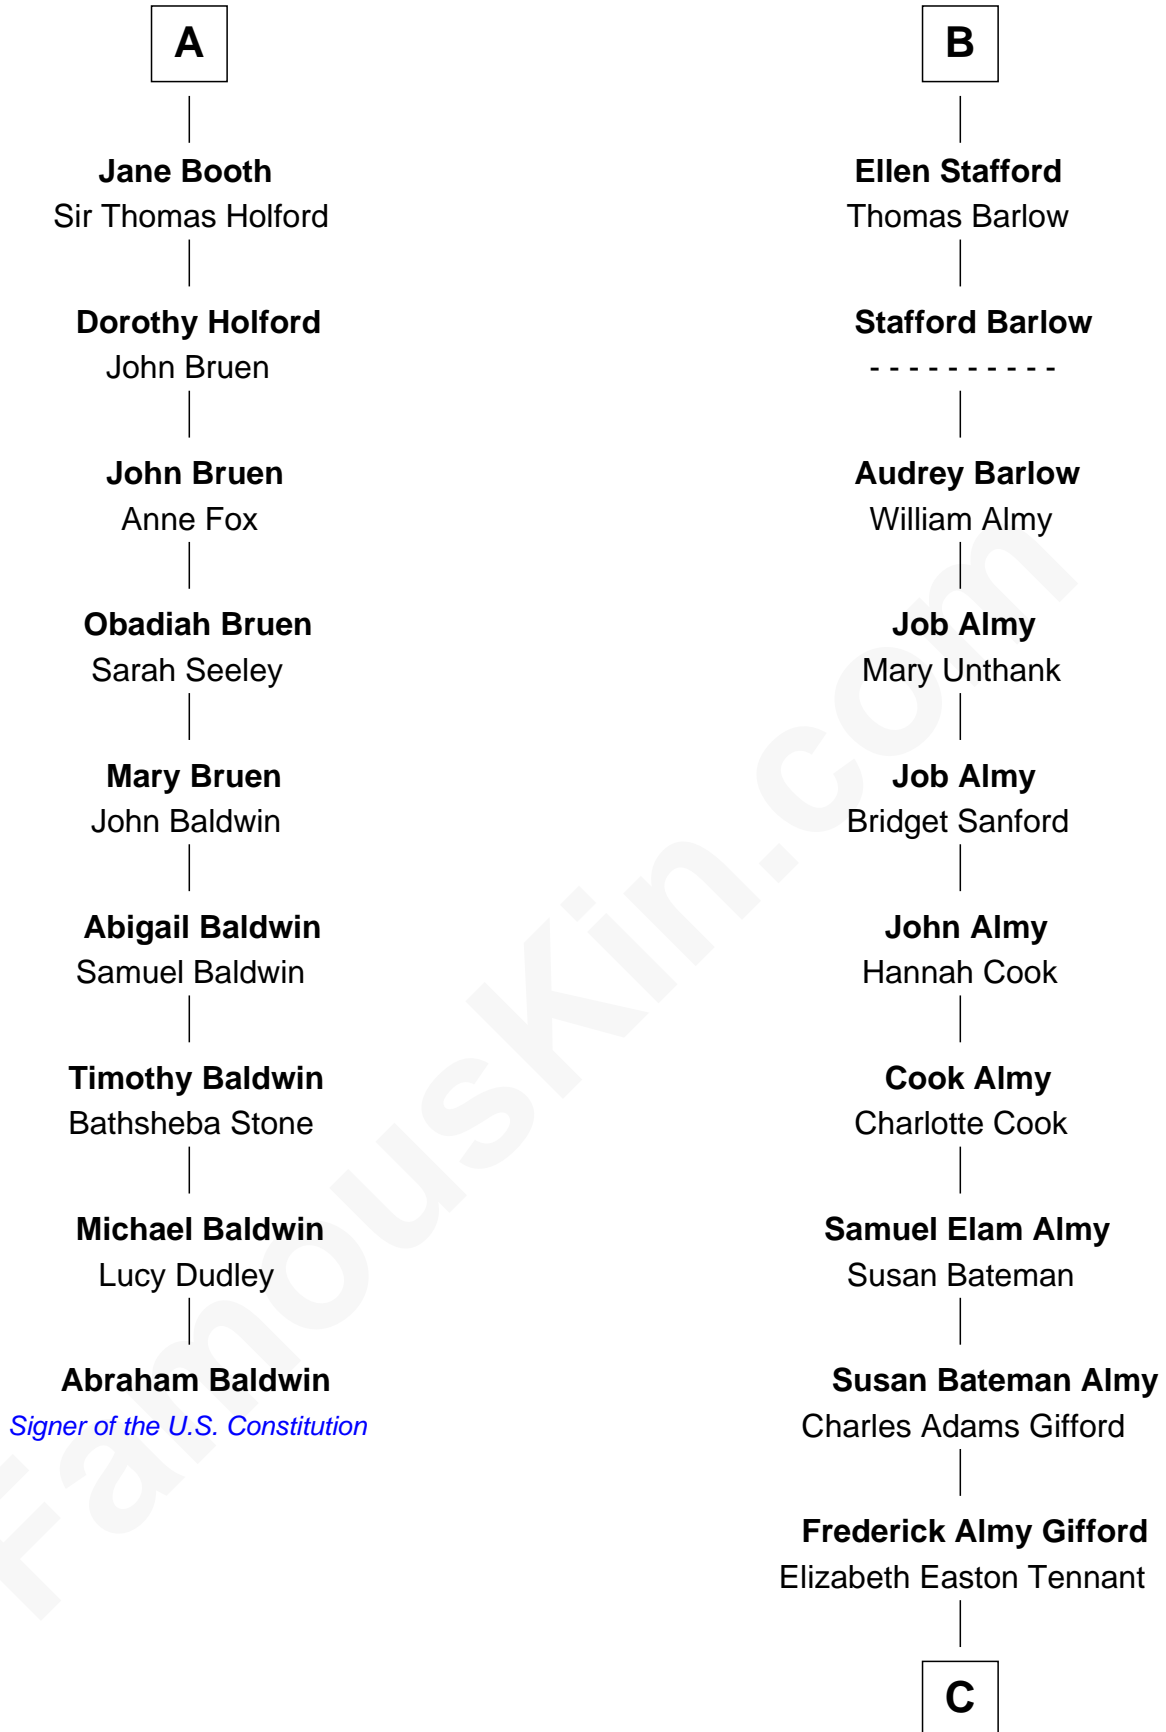 A
Jane Booth
Sir Thomas Holford
Dorothy Holford
John Bruen
John Bruen
Anne Fox
Obadiah Bruen
Sarah Seeley
Mary Bruen
John Baldwin
Abigail Baldwin
Samuel Baldwin
Timothy Baldwin
Bathsheba Stone
Michael Baldwin
Lucy Dudley
Abraham Baldwin
Signer of the U.S. Constitution
B
Ellen Stafford
Thomas Barlow
Stafford Barlow
- - - - - - - - - -
Audrey Barlow
William Almy
Job Almy
Mary Unthank
Job Almy
Bridget Sanford
John Almy
Hannah Cook
Cook Almy
Charlotte Cook
Samuel Elam Almy
Susan Bateman
Susan Bateman Almy
Charles Adams Gifford
Frederick Almy Gifford
Elizabeth Easton Tennant
C
FamousKin.com